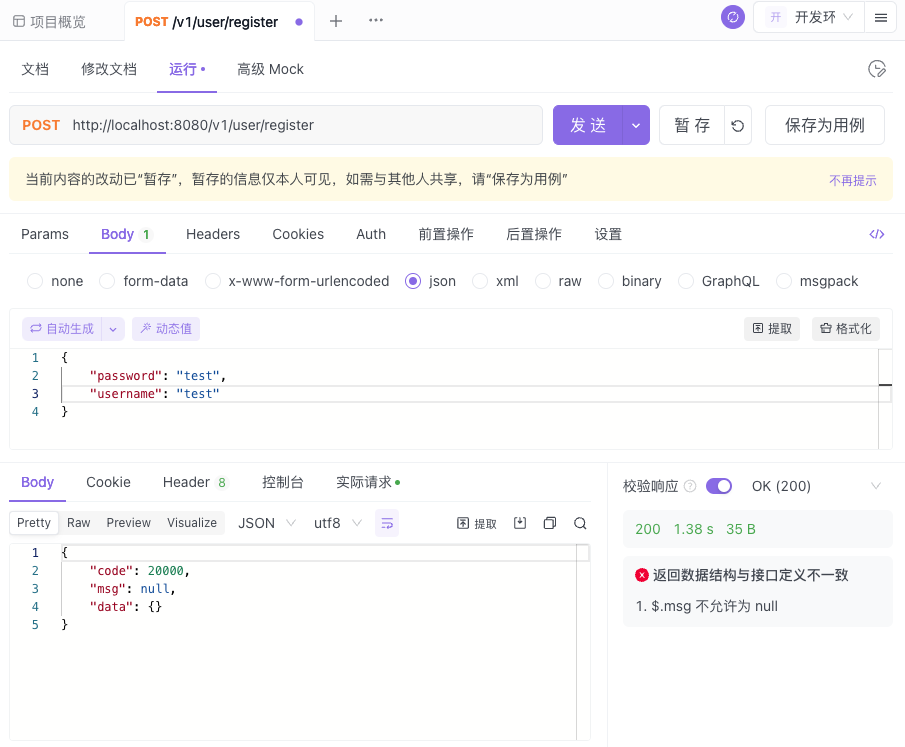 项目概览 POST /v1/user/register 开 开发环
文档 修改文档 运行 高级 Mock
POST http://localhost:8080/v1/user/register 发 送 暂 存 保存为用例
当前内容的改动已“暂存”，暂存的信息仅本人可见，如需与其他人共享，请“保存为用例” 不再提示
Params Body 1 Headers Cookies Auth 前置操作 后置操作 设置 </>
none form-data x-www-form-urlencoded json xml raw binary GraphQL msgpack
自动生成 动态值 提取 格式化
1 {
2 "password": "test",
3 "username": "test"
4 }
Body Cookie Header 8 控制台 实际请求
Pretty Raw Preview Visualize JSON utf8 提取
1 {
2 "code": 20000,
3 "msg": null,
4 "data": {}
5 }
校验响应 ? OK (200)
200 1.38 s 35 B
返回数据结构与接口定义不一致
1. $.msg 不允许为 null